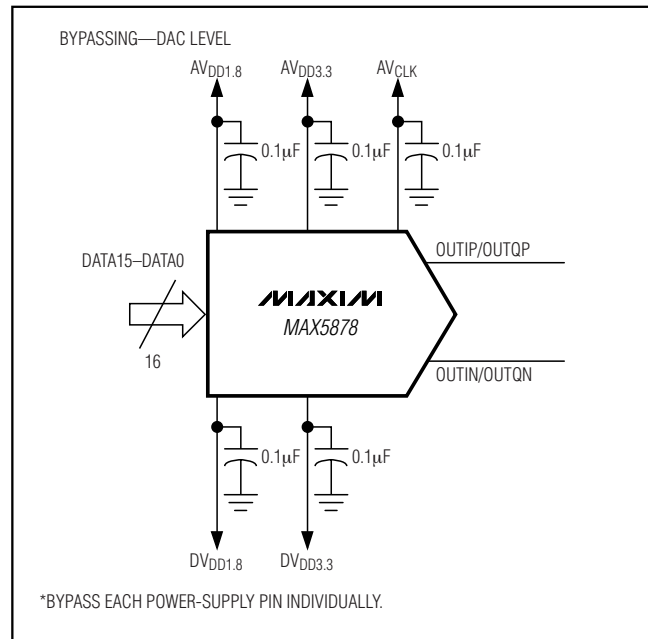 BYPASSING—DAC LEVEL
AVDD1.8 AVDD3.3 AVCLK
0.1µF 0.1µF 0.1µF
OUTIP/OUTQP
DATA15–DATA0
MAXIM
MAX5878
16
OUTIN/OUTQN
0.1µF 0.1µF
DVDD1.8 DVDD3.3
*BYPASS EACH POWER-SUPPLY PIN INDIVIDUALLY.